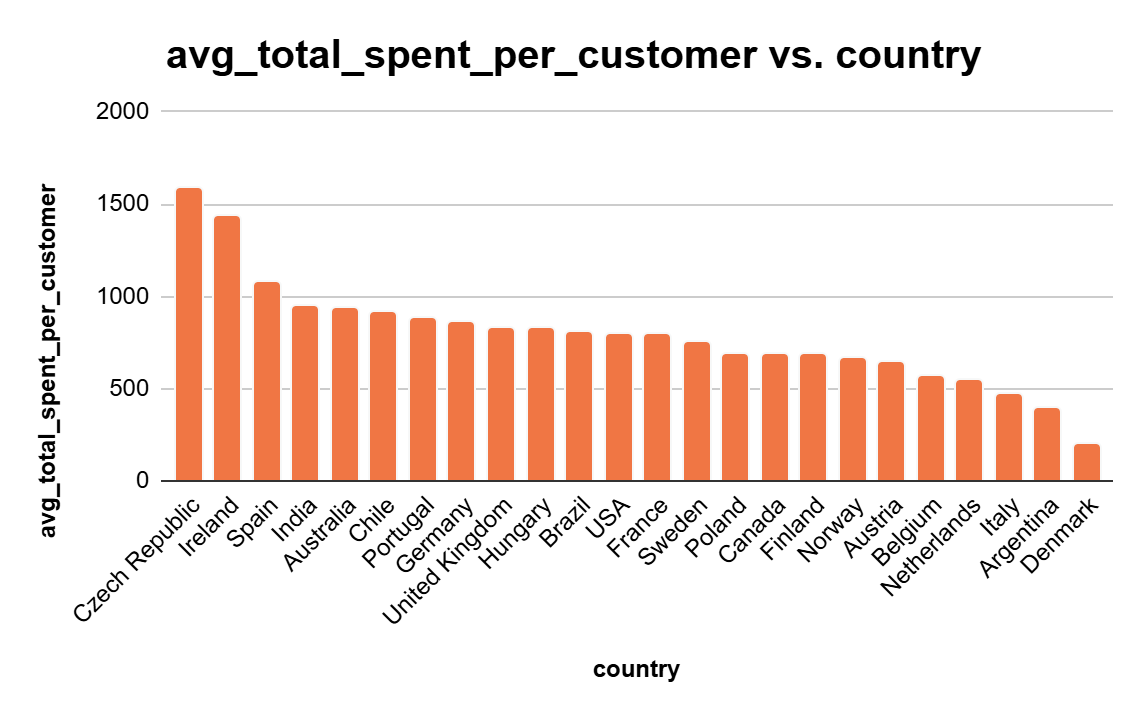 avg_total_spent_per_customer vs. country
avg_total_spent_per_customer
2000
1500
1000
500
0
Czech Republic
Ireland
Spain
India
Australia
Chile
Portugal
Germany
United Kingdom
Hungary
Brazil
USA
France
Sweden
Poland
Canada
Finland
Norway
Austria
Belgium
Netherlands
Italy
Argentina
Denmark
country